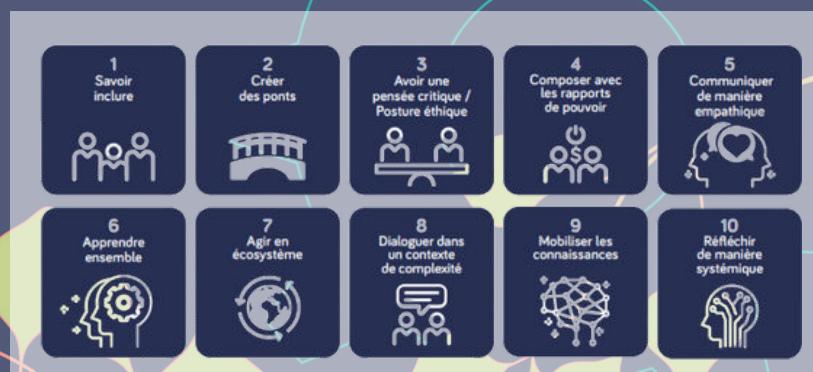 1
Savoir
inclure
2
Créer
des ponts
3
Avoir une
pensée critique /
Posture éthique
4
Composer avec
les rapports
de pouvoir
$
5
Communiquer
de manière
empathique
6
Apprendre
ensemble
7
Agir en
écosystème
8
Dialoguer dans
un contexte
de complexité
9
Mobiliser les
connaissances
10
Réfléchir
de manière
systémique